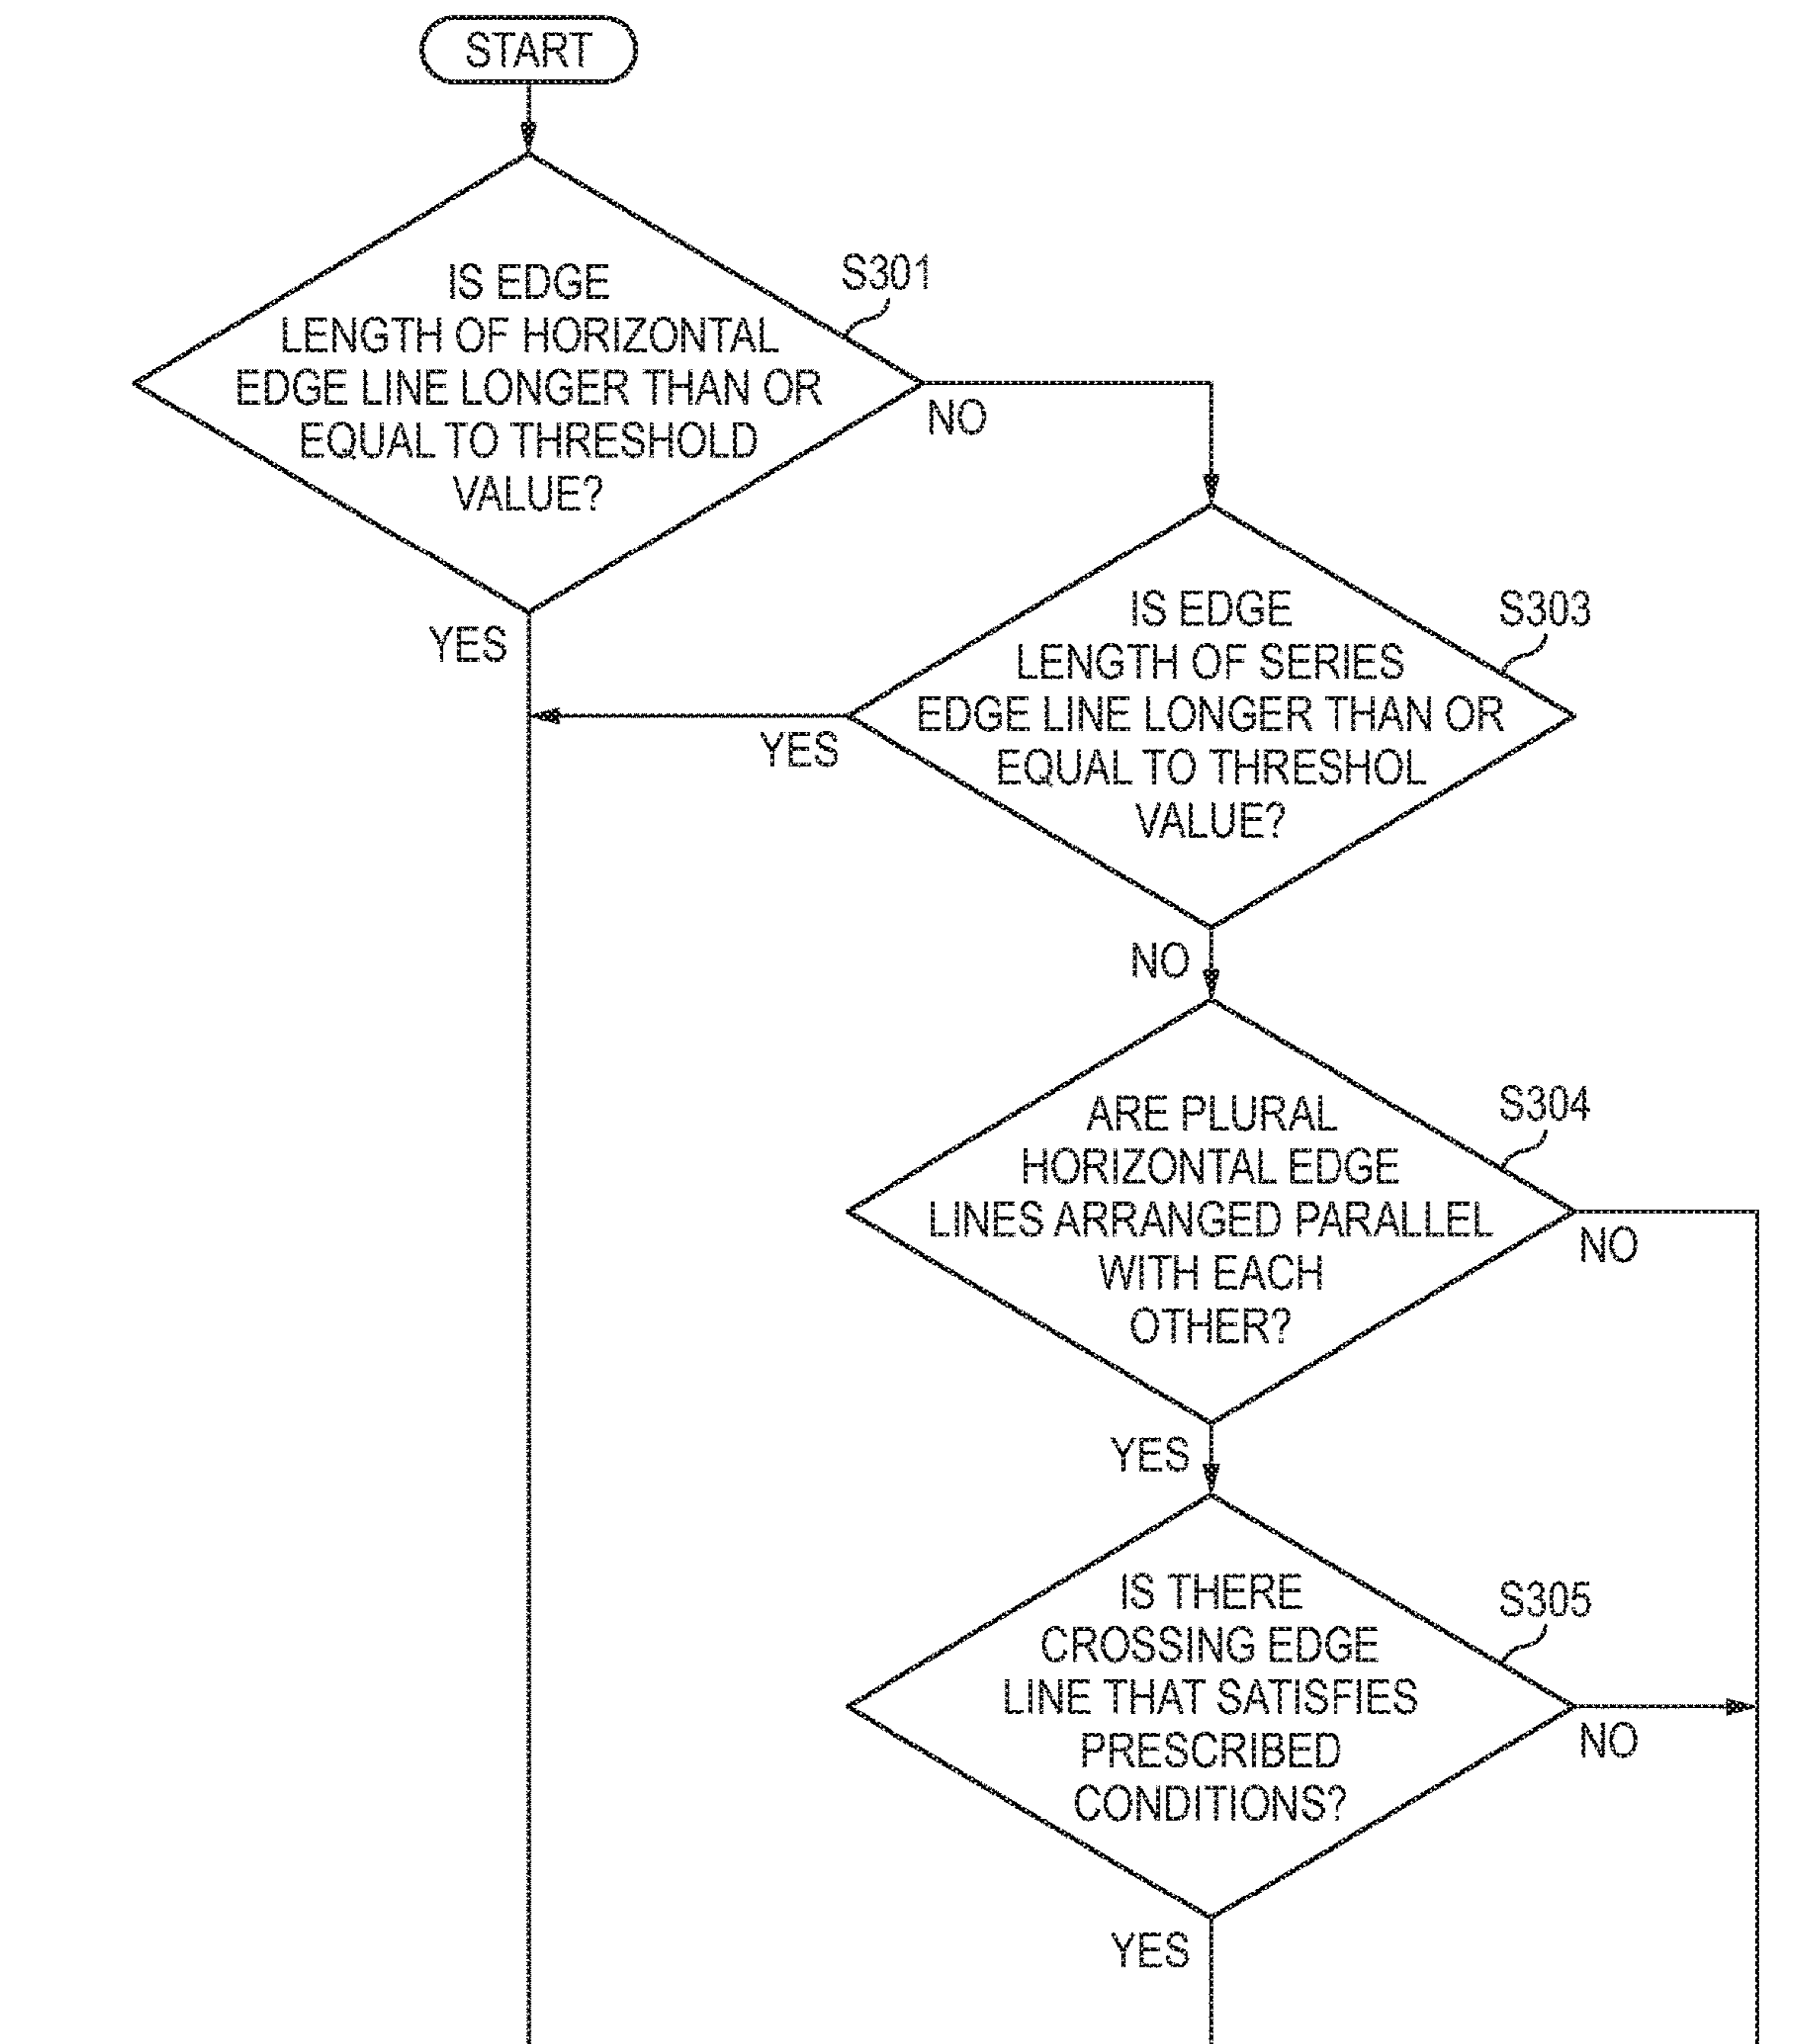 START
S301
IS EDGE
LENGTH OF HORIZONTAL
EDGE LINE LONGER THAN OR
EQUAL TO THRESHOLD
VALUE?
NO
YES
S303
IS EDGE
LENGTH OF SERIES
EDGE LINE LONGER THAN OR
EQUAL TO THRESHOL
VALUE?
YES
NO
S304
ARE PLURAL
HORIZONTAL EDGE
LINES ARRANGED PARALLEL
WITH EACH
OTHER?
NO
YES
S305
IS THERE
CROSSING EDGE
LINE THAT SATISFIES
PRESCRIBED
CONDITIONS?
NO
YES